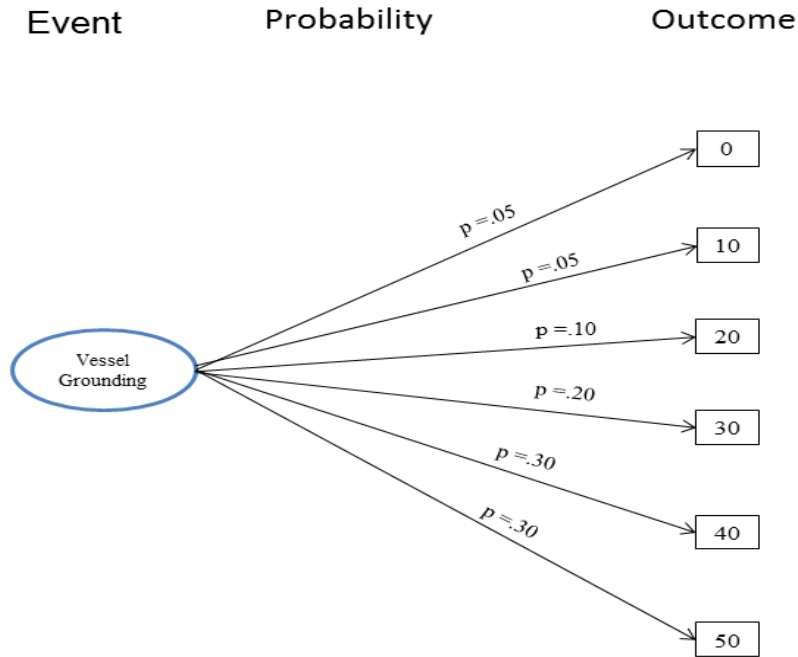 Event
Probability
Outcome
0
p =.05
10
p =.05
20
p =.10
Vessel
Grounding
30
p =.20
40
p =.30
50
p =.30